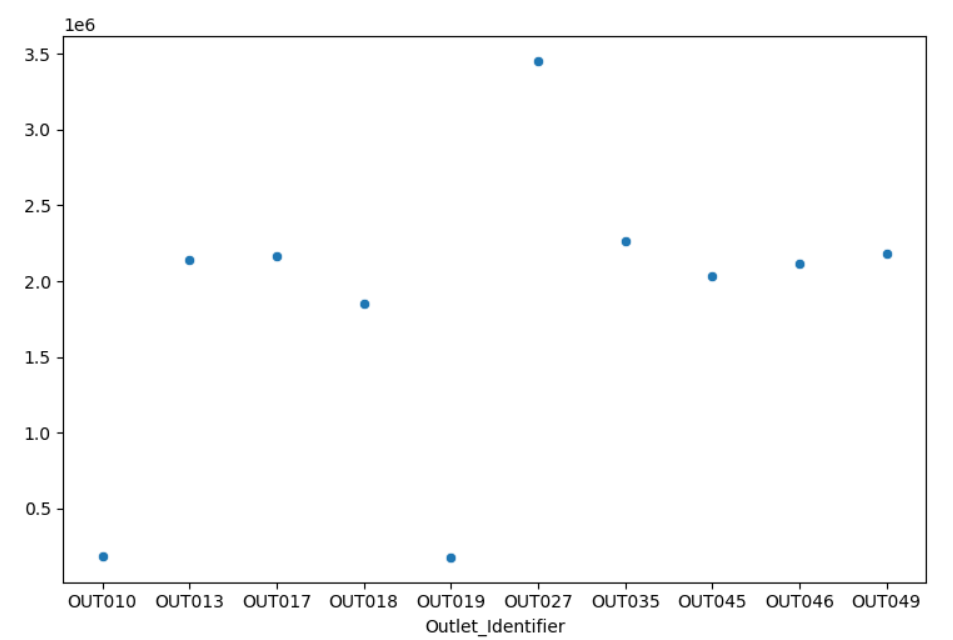 1e6
3.5
3.0
2.5
2.0
1.5
1.0
0.5
OUT010 OUT013 OUT017 OUT018 OUT019 OUT027 OUT035 OUT045 OUT046 OUT049
Outlet_Identifier